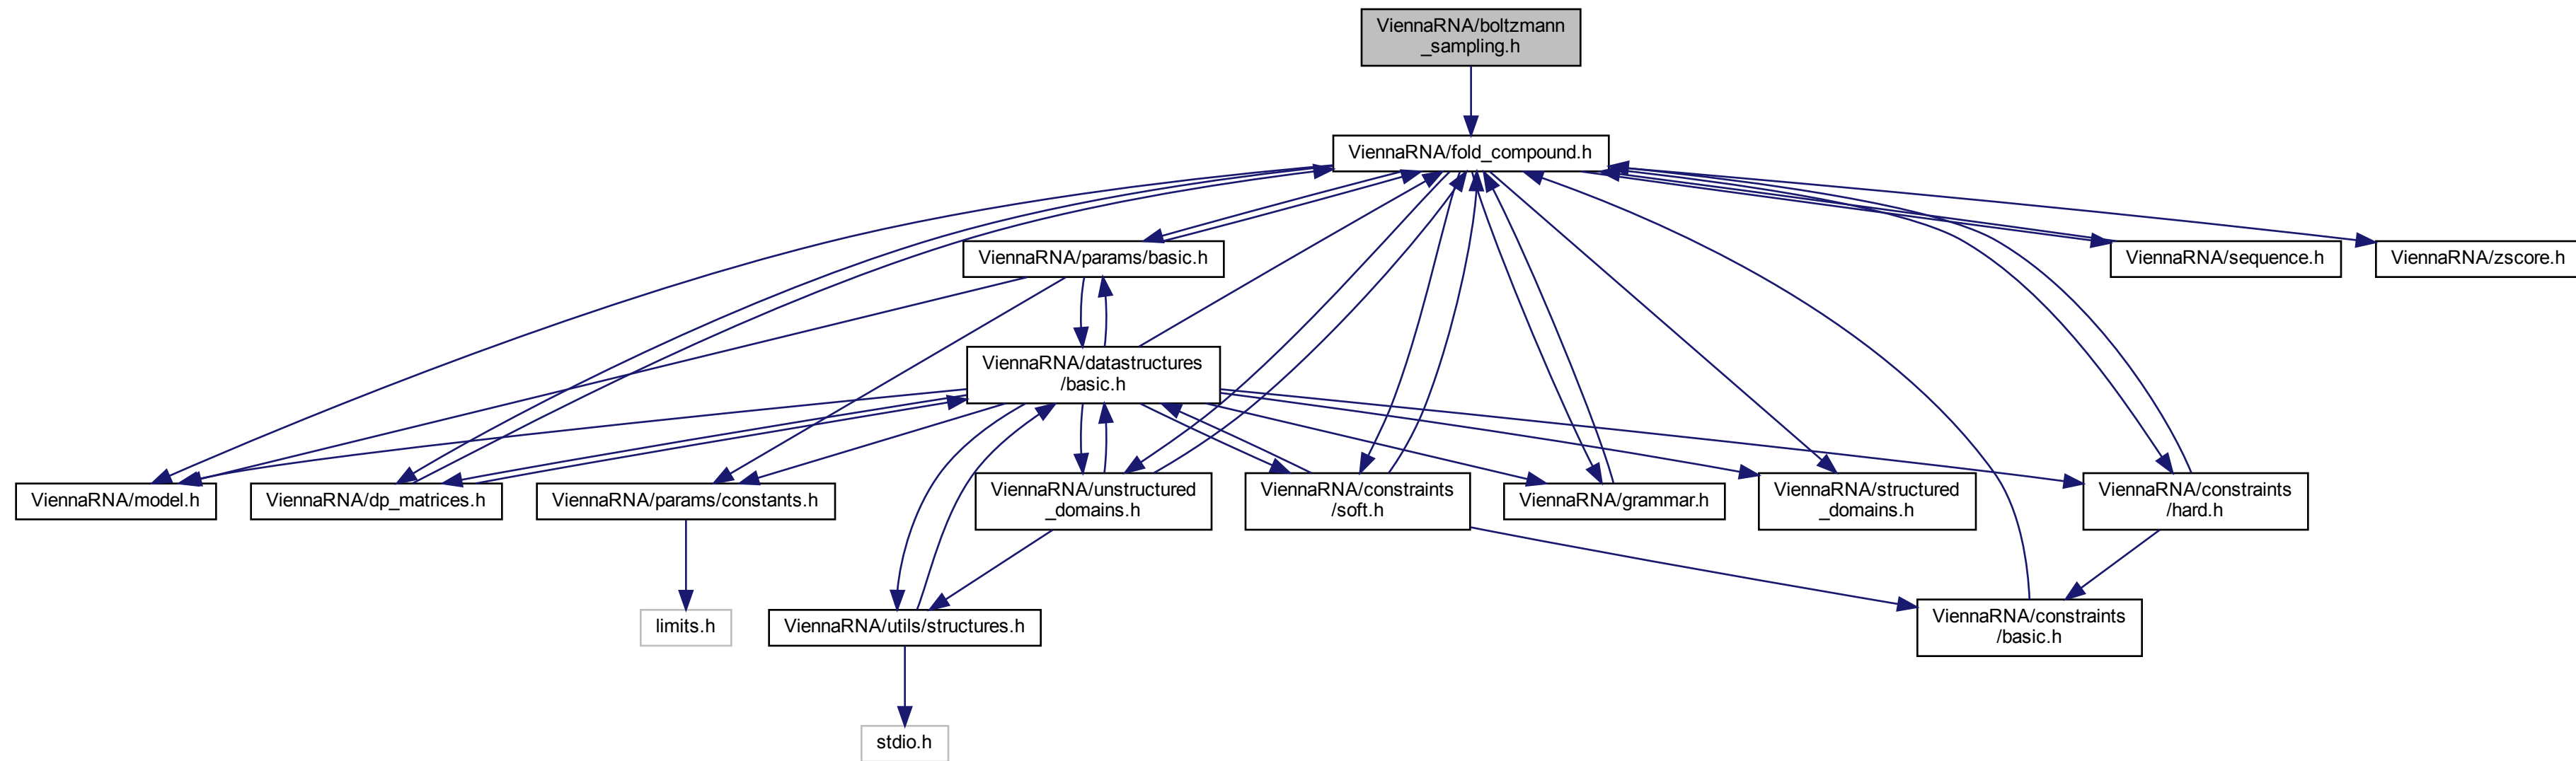 ViennaRNA/boltzmann
_sampling.h
ViennaRNA/fold_compound.h
ViennaRNA/params/basic.h
ViennaRNA/sequence.h
ViennaRNA/zscore.h
ViennaRNA/datastructures
/basic.h
ViennaRNA/model.h
ViennaRNA/dp_matrices.h
ViennaRNA/params/constants.h
ViennaRNA/unstructured
_domains.h
ViennaRNA/constraints
/soft.h
ViennaRNA/grammar.h
ViennaRNA/structured
_domains.h
ViennaRNA/constraints
/hard.h
limits.h
ViennaRNA/utils/structures.h
ViennaRNA/constraints
/basic.h
stdio.h